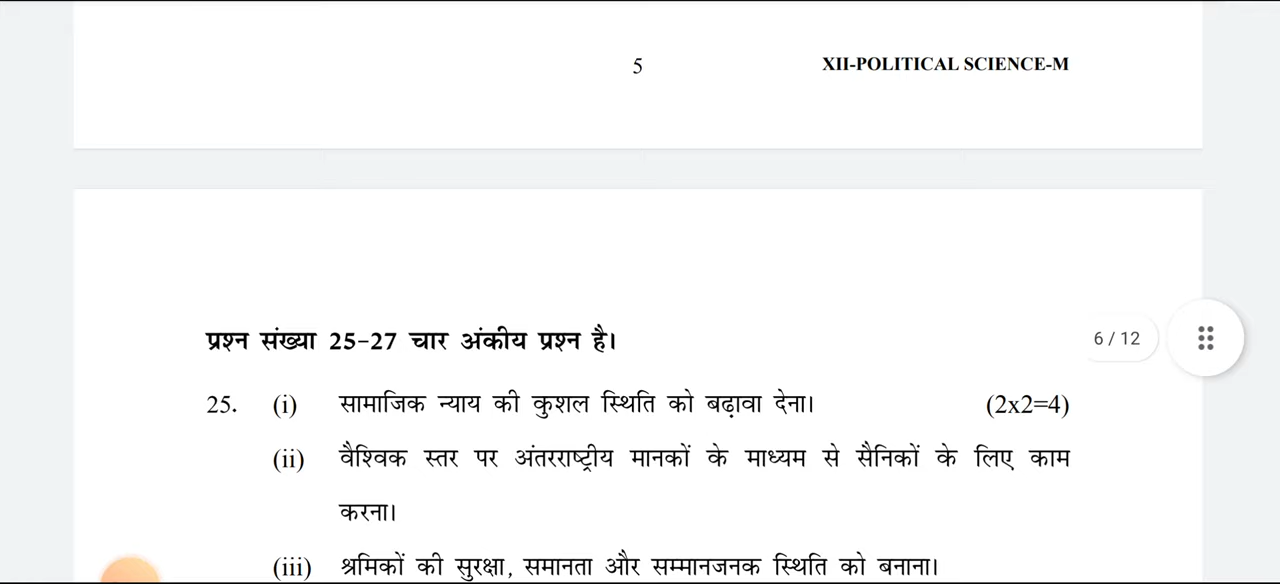 5 XII-POLITICAL SCIENCE-M
प्रश्न संख्या 25-27 चार अंकीय प्रश्न है।
6 / 12
25. (i) सामाजिक न्याय की कुशल स्थिति को बढ़ावा देना। (2x2=4)
(ii) वैश्विक स्तर पर अंतरराष्ट्रीय मानकों के माध्यम से सैनिकों के लिए काम
करना।
(iii) श्रमिकों की सुरक्षा, समानता और सम्मानजनक स्थिति को बनाना।